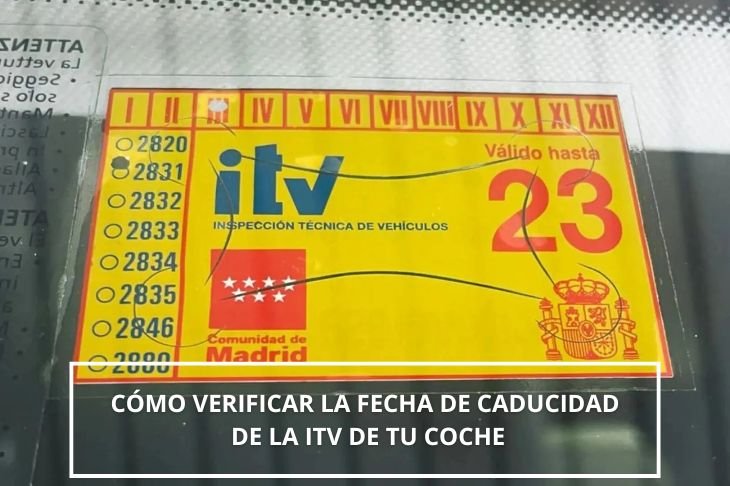 I II III IV V VI VII VIII IX X XI XII
2820
2831
2832
2833
2834
2835
2846
2880
itv
INSPECCIÓN TÉCNICA DE VEHÍCULOS
Válido hasta
23
Comunidad de
Madrid
CÓMO VERIFICAR LA FECHA DE CADUCIDAD
DE LA ITV DE TU COCHE